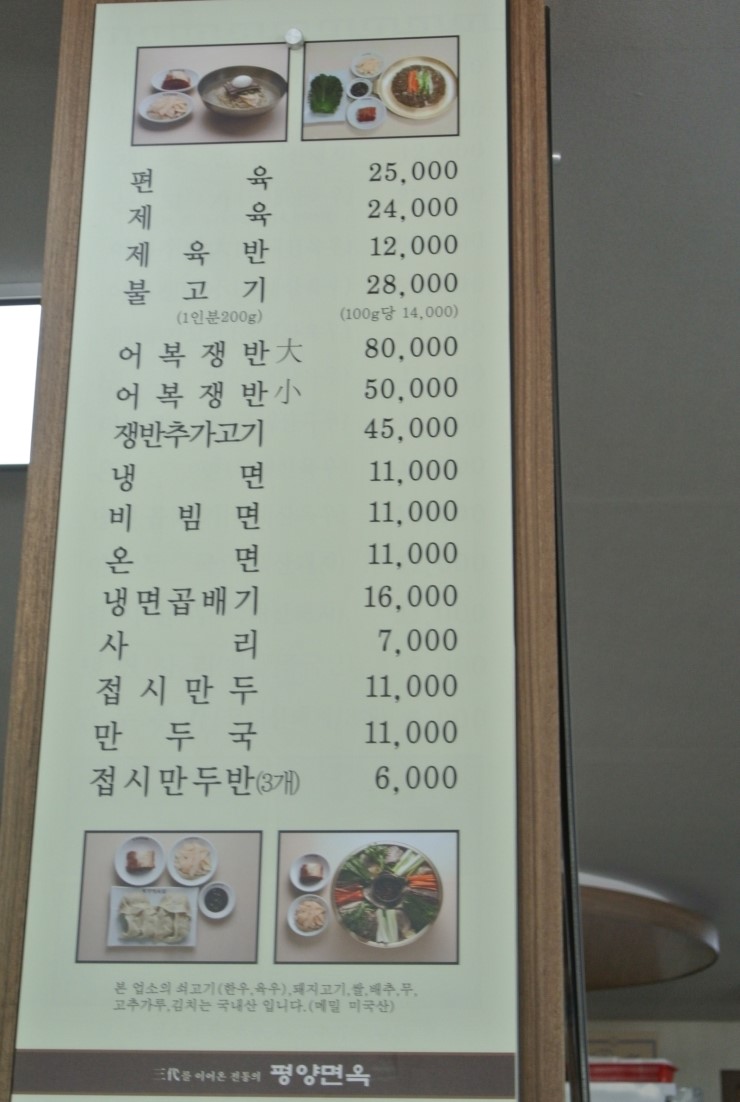 편육 25,000
제육 24,000
제육반 12,000
불고기 28,000
(1인분200g) (100g당 14,000)
어복쟁반大 80,000
어복쟁반小 50,000
쟁반추가고기 45,000
냉면 11,000
비빔면 11,000
온면 11,000
냉면곱배기 16,000
사리 7,000
접시만두 11,000
만두국 11,000
접시만두반(3개) 6,000
본 업소의 쇠고기(한우,육우),돼지고기,쌀,배추,무,
고추가루,김치는 국내산 입니다.(메밀 미국산)
三代를 이어온 전통의 평양면옥